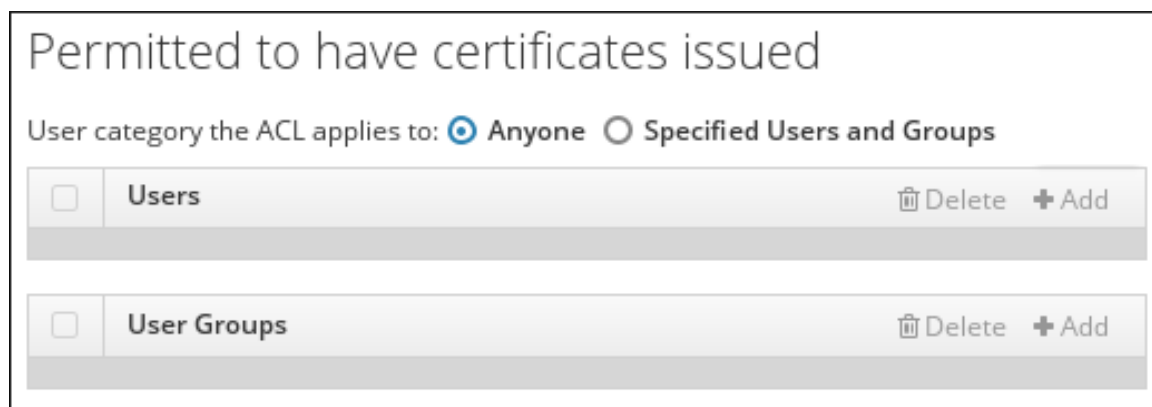 Permitted to have certificates issued
User category the ACL applies to: Anyone Specified Users and Groups
Users Delete Add
User Groups Delete Add